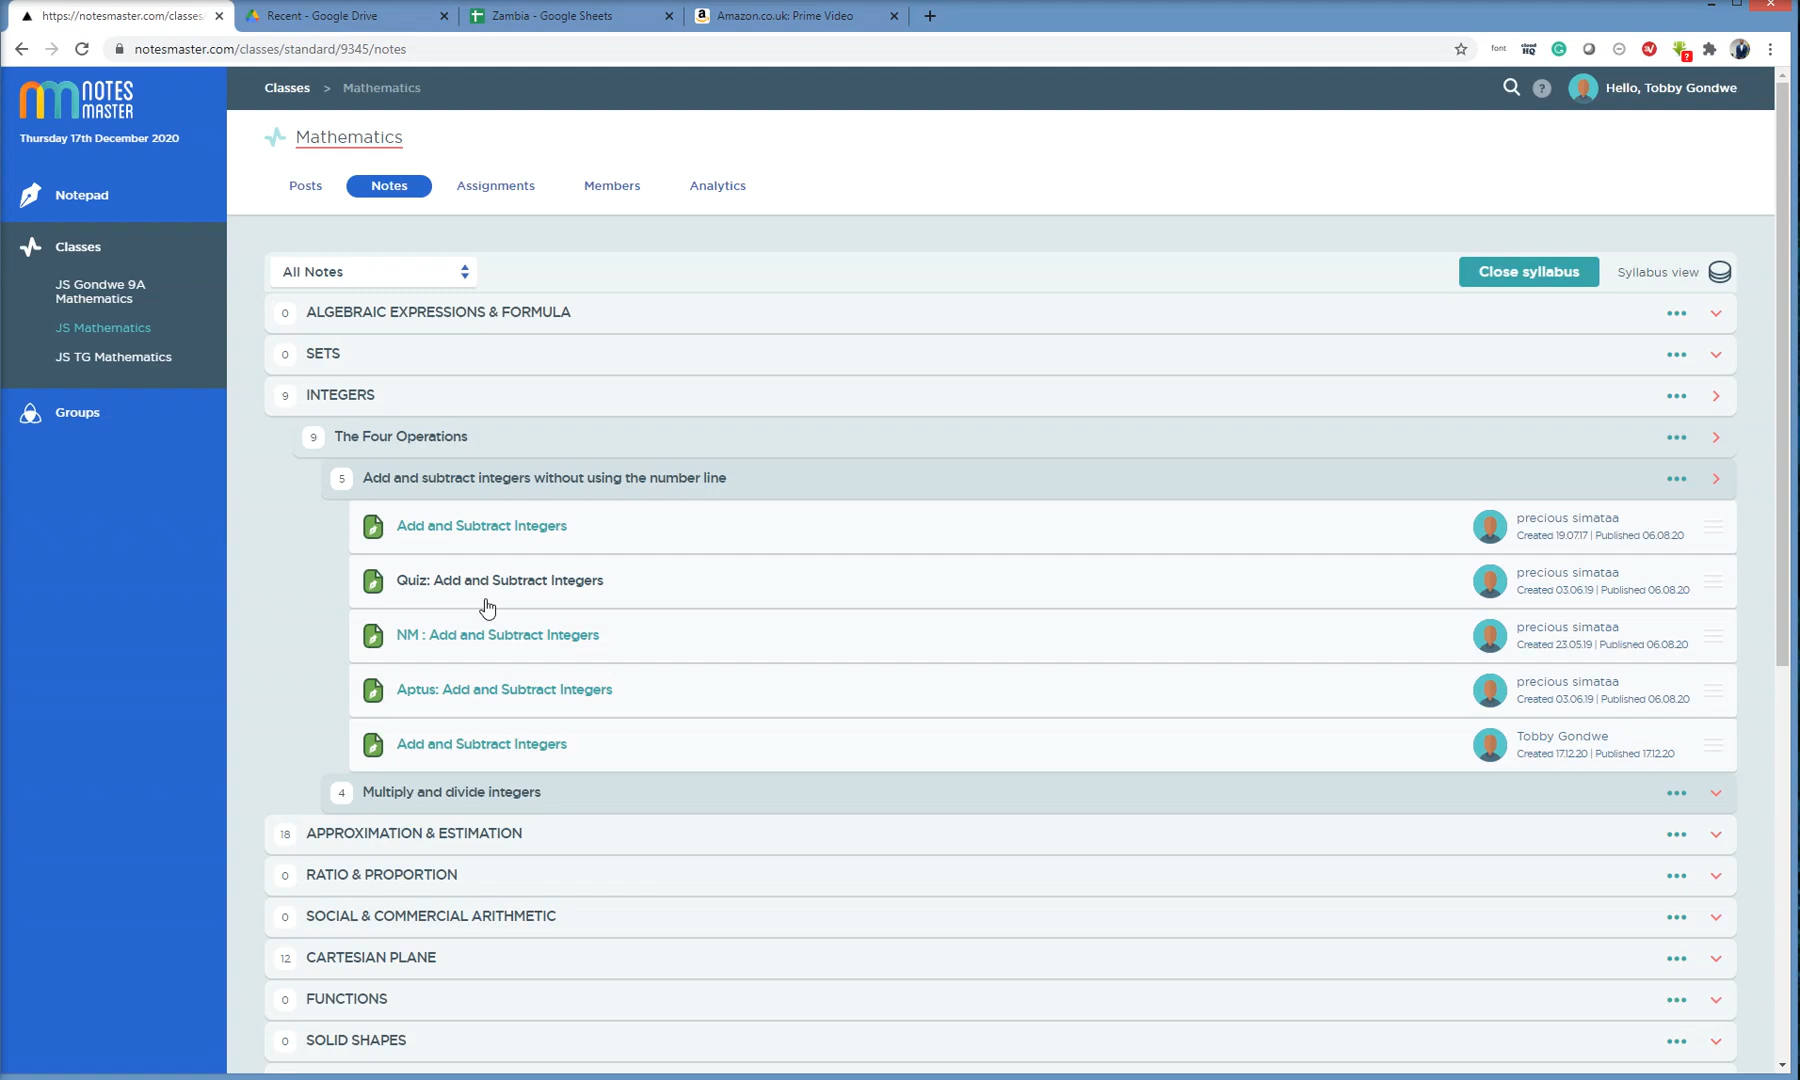 https://notesmaster.com/classes/
Recent - Google Drive
Zambia - Google Sheets
Amazon.co.uk: Prime Video
notesmaster.com/classes/standard/9345/notes
font
cloud
HQ
?
NOTES
MASTER
Thursday 17th December 2020
Notepad
Classes
JS Gondwe 9A
Mathematics
JS Mathematics
JS TG Mathematics
Groups
Classes > Mathematics
? Hello, Tobby Gondwe
Mathematics
Posts Notes Assignments Members Analytics
All Notes
Close syllabus Syllabus view
0 ALGEBRAIC EXPRESSIONS & FORMULA
0 SETS
9 INTEGERS
9 The Four Operations
5 Add and subtract integers without using the number line
Add and Subtract Integers
precious simataa
Created 19.07.17 | Published 06.08.20
Quiz: Add and Subtract Integers
precious simataa
Created 03.06.19 | Published 06.08.20
NM : Add and Subtract Integers
precious simataa
Created 23.05.19 | Published 06.08.20
Aptus: Add and Subtract Integers
precious simataa
Created 03.06.19 | Published 06.08.20
Add and Subtract Integers
Tobby Gondwe
Created 17.12.20 | Published 17.12.20
4 Multiply and divide integers
18 APPROXIMATION & ESTIMATION
0 RATIO & PROPORTION
0 SOCIAL & COMMERCIAL ARITHMETIC
12 CARTESIAN PLANE
0 FUNCTIONS
0 SOLID SHAPES